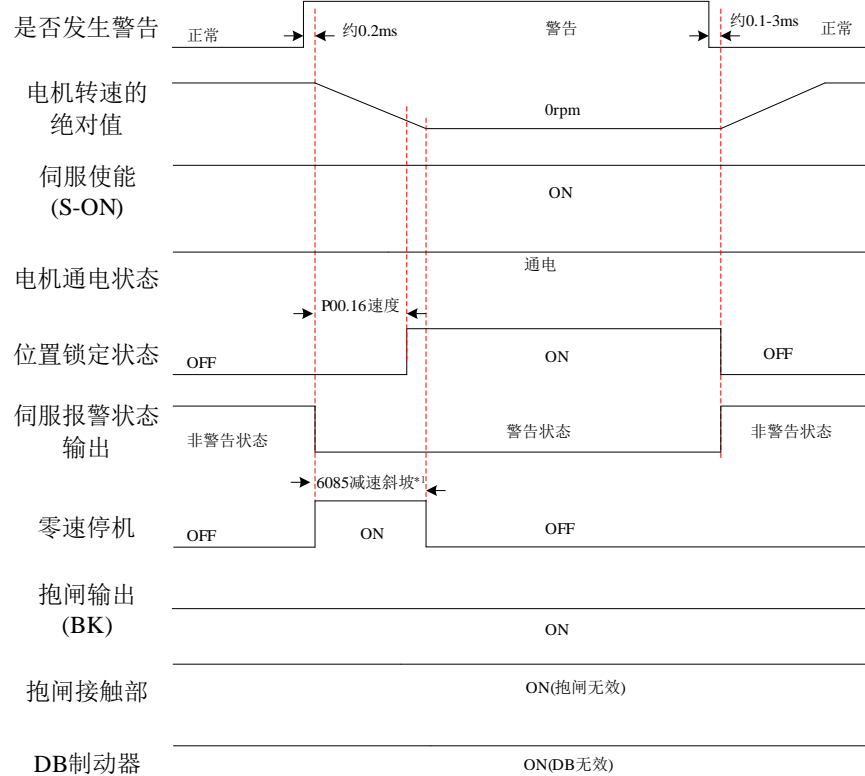 是否发生警告
正常
约0.2ms
警告
约0.1-3ms
正常
电机转速的
绝对值
0rpm
伺服使能
(S-ON)
ON
电机通电状态
通电
P00.16速度
位置锁定状态
OFF
ON
OFF
伺服报警状态
输出
非警告状态
警告状态
非警告状态
6085减速斜坡*1
零速停机
OFF
ON
OFF
抱闸输出
(BK)
ON
抱闸接触部
ON(抱闸无效)
DB制动器
ON(DB无效)